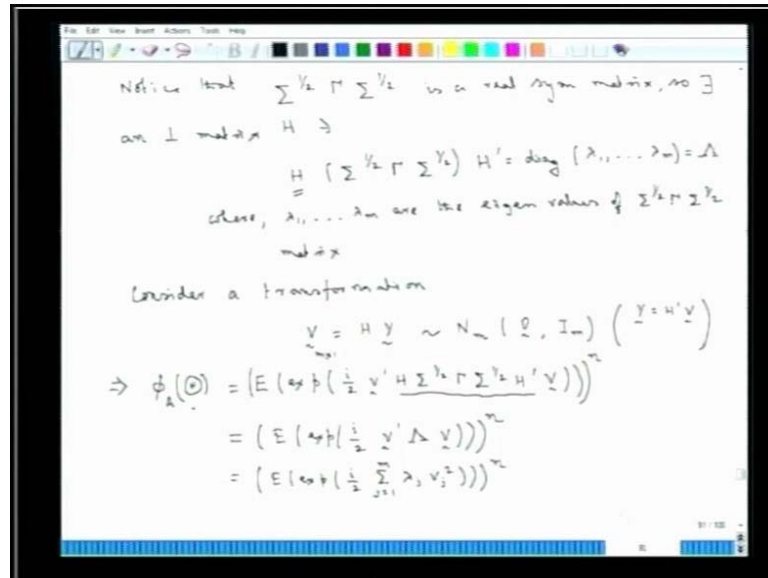 File Edit View Insert Actions Tools Help
Notice that Σ^{1/2} Γ Σ^{1/2} is a real sym matrix, so ∃
an ⊥ matrix H ∋
H (Σ^{1/2} Γ Σ^{1/2}) H' = diag (λ₁, ... λₘ) = Λ
where, λ₁, ... λₘ are the eigen values of Σ^{1/2} Γ Σ^{1/2}
matrix
Consider a transformation
V = H Y ~ Nₘ (0, Iₘ) (Y = H' V)
m×1
⇒ φ_A(Θ) = (E (exp (i/2 V' H Σ^{1/2} Γ Σ^{1/2} H' V)))^n
= (E (exp (i/2 V' Λ V)))^n
= (E (exp (i/2 Σ_{j=1}^{m} λⱼ Vⱼ²)))^n